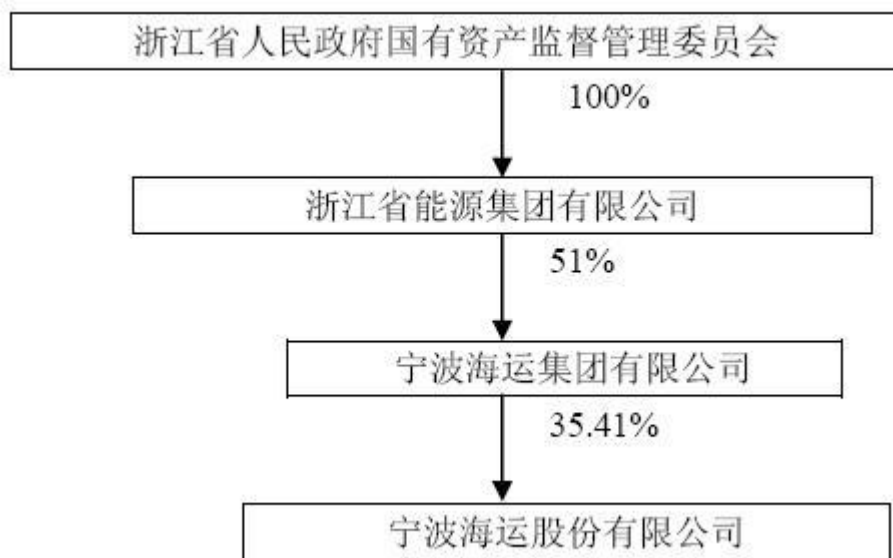 浙江省人民政府国有资产监督管理委员会
100%
浙江省能源集团有限公司
51%
宁波海运集团有限公司
35.41%
宁波海运股份有限公司